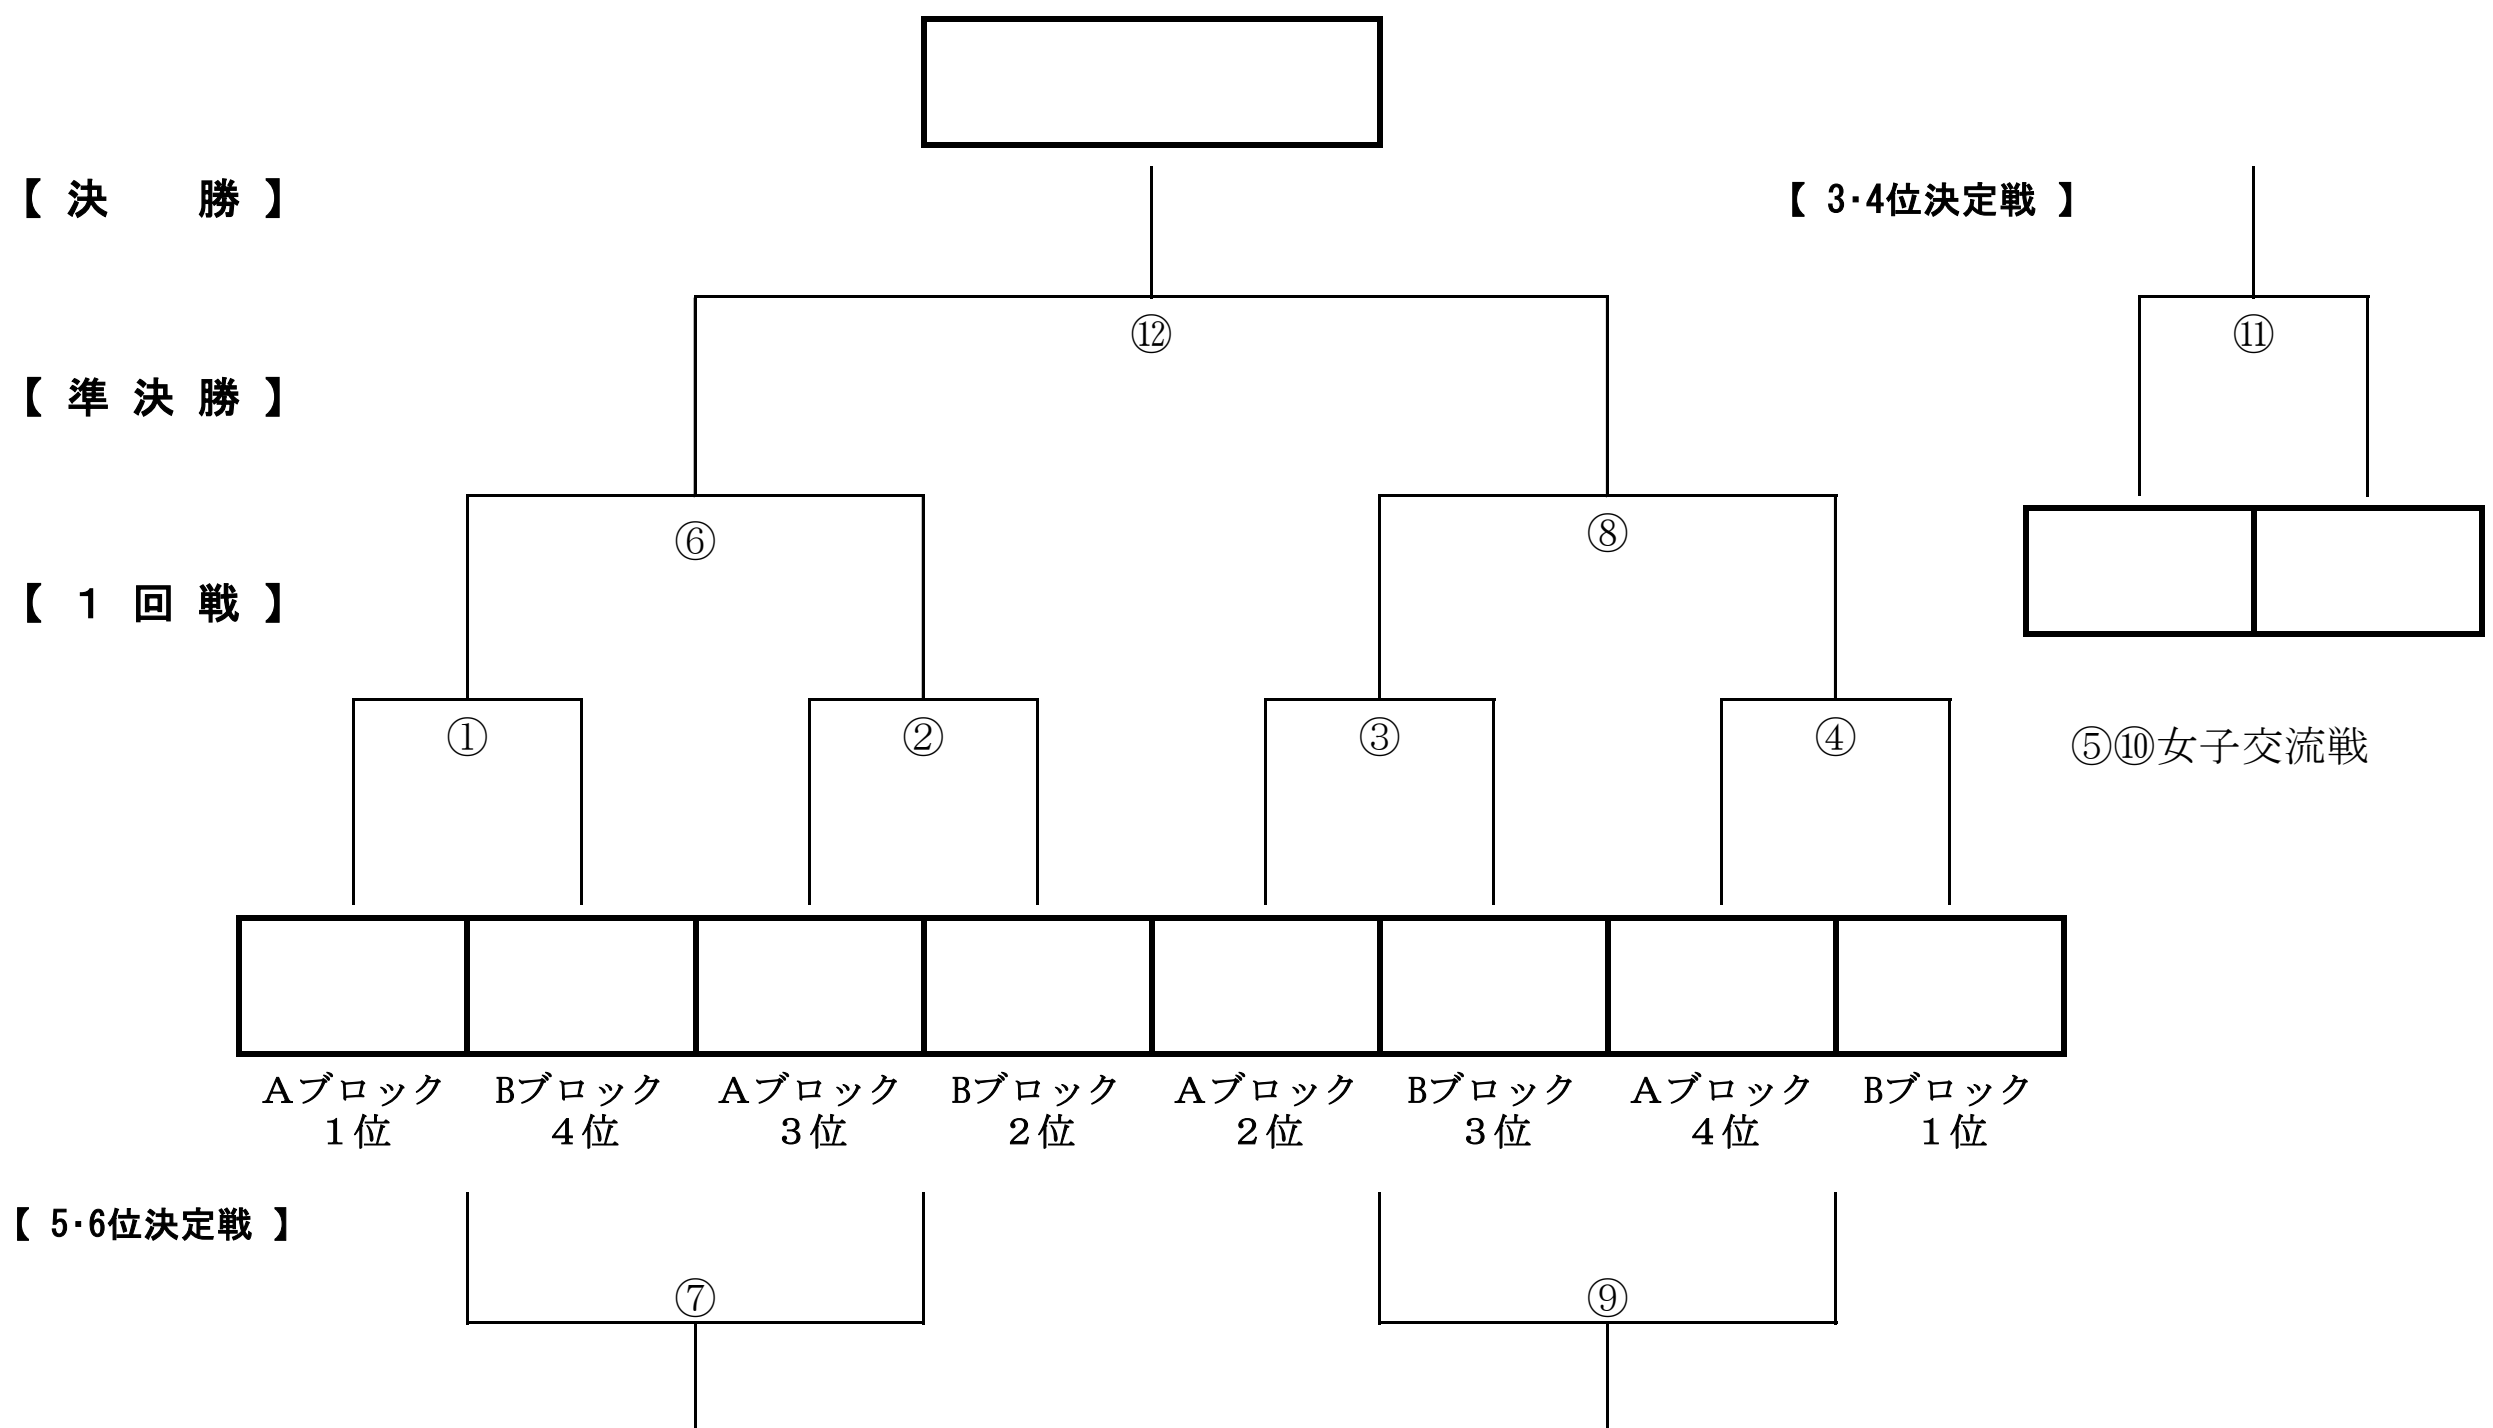 【 決 勝 】
【 3・4位決定戦 】
⑫
⑪
【 準 決 勝 】
⑥
⑧
【 １ 回 戦 】
①
②
③
④
⑤⑩女子交流戦
Ａブロック
１位
Bブロック
４位
Ａブロック
３位
Bブロック
２位
Ａブロック
２位
Bブロック
３位
Ａブロック
４位
Bブロック
１位
【 5・6位決定戦 】
⑦
⑨